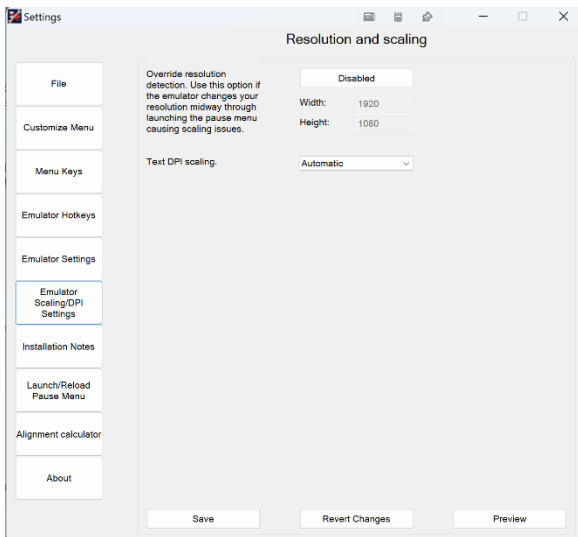 Settings
Resolution and scaling
File
Customize Menu
Menu Keys
Emulator Hotkeys
Emulator Settings
Emulator
Scaling/DPI
Settings
Installation Notes
Launch/Reload
Pause Menu
Alignment calculator
About
Override resolution
detection. Use this option if
the emulator changes your
resolution midway through
launching the pause menu
causing scaling issues.
Disabled
Width: 1920
Height: 1080
Text DPI scaling.
Automatic
Save
Revert Changes
Preview